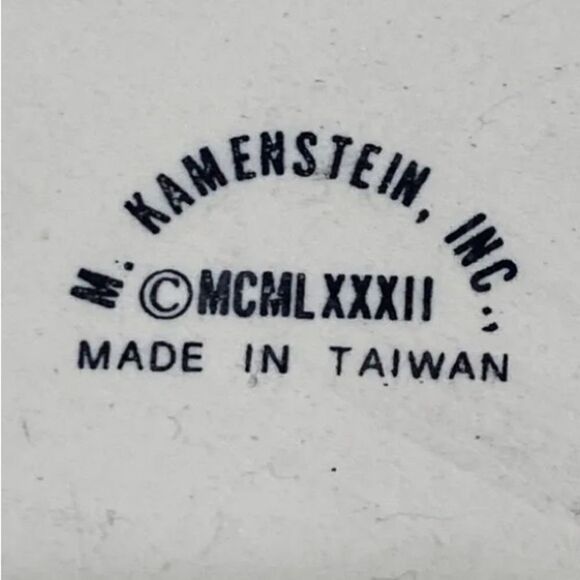 M. KAMENSTEIN, INC.,
©MCMLXXXII
MADE IN TAIWAN